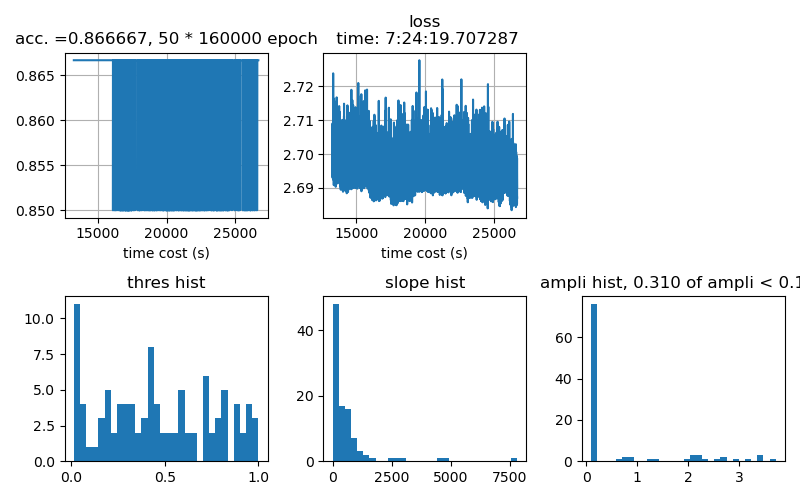 acc. =0.866667, 50 * 160000 epoch
loss
time: 7:24:19.707287
0.865
0.860
0.855
0.850
15000 20000 25000
time cost (s)
2.72
2.71
2.70
2.69
15000 20000 25000
time cost (s)
thres hist
10.0
7.5
5.0
2.5
0.0
0.0 0.5 1.0
slope hist
40
20
0
0 2500 5000 7500
ampli hist, 0.310 of ampli < 0.1
60
40
20
0
0 1 2 3